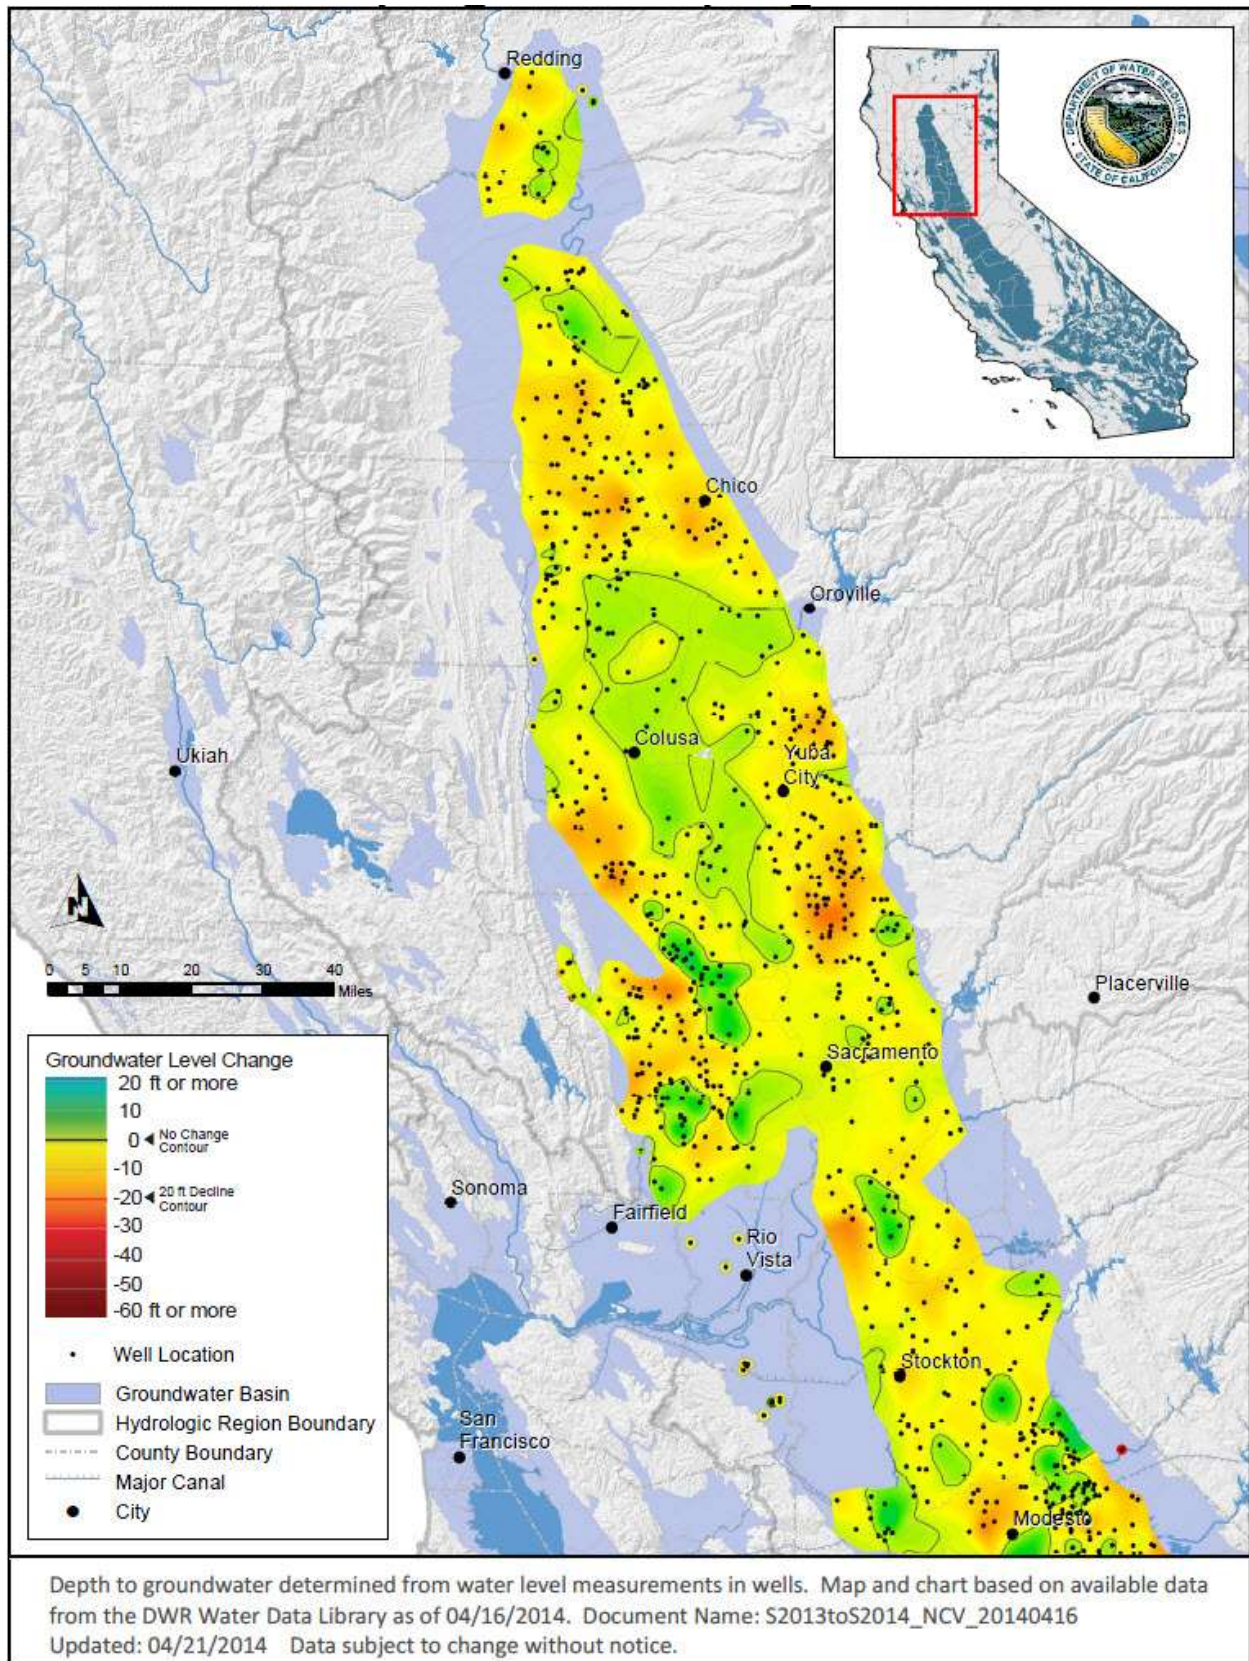 Redding
DEPARTMENT OF WATER RESOURCES
STATE OF CALIFORNIA
Chico
Oroville
Ukiah
Colusa
Yuba
City
N
0 5 10 20 30 40
Miles
Placerville
Sacramento
Groundwater Level Change
20 ft or more
10
0 No Change
Contour
-10
-20 20 ft Decline
Contour
-30
-40
-50
-60 ft or more
Well Location
Groundwater Basin
Hydrologic Region Boundary
County Boundary
Major Canal
City
Sonoma
Fairfield
Rio
Vista
Stockton
San
Francisco
Modesto
Depth to groundwater determined from water level measurements in wells. Map and chart based on available data
from the DWR Water Data Library as of 04/16/2014. Document Name: S2013toS2014_NCV_20140416
Updated: 04/21/2014 Data subject to change without notice.